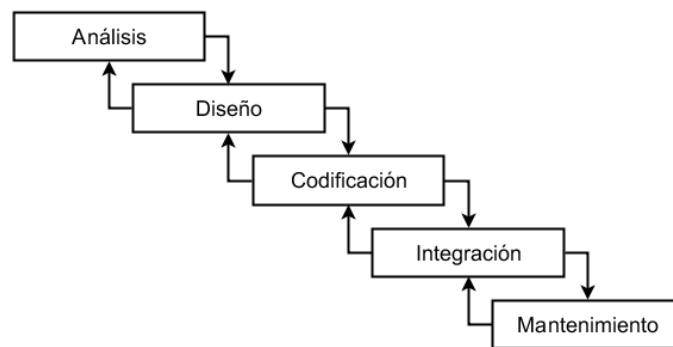 Análisis
Diseño
Codificación
Integración
Mantenimiento